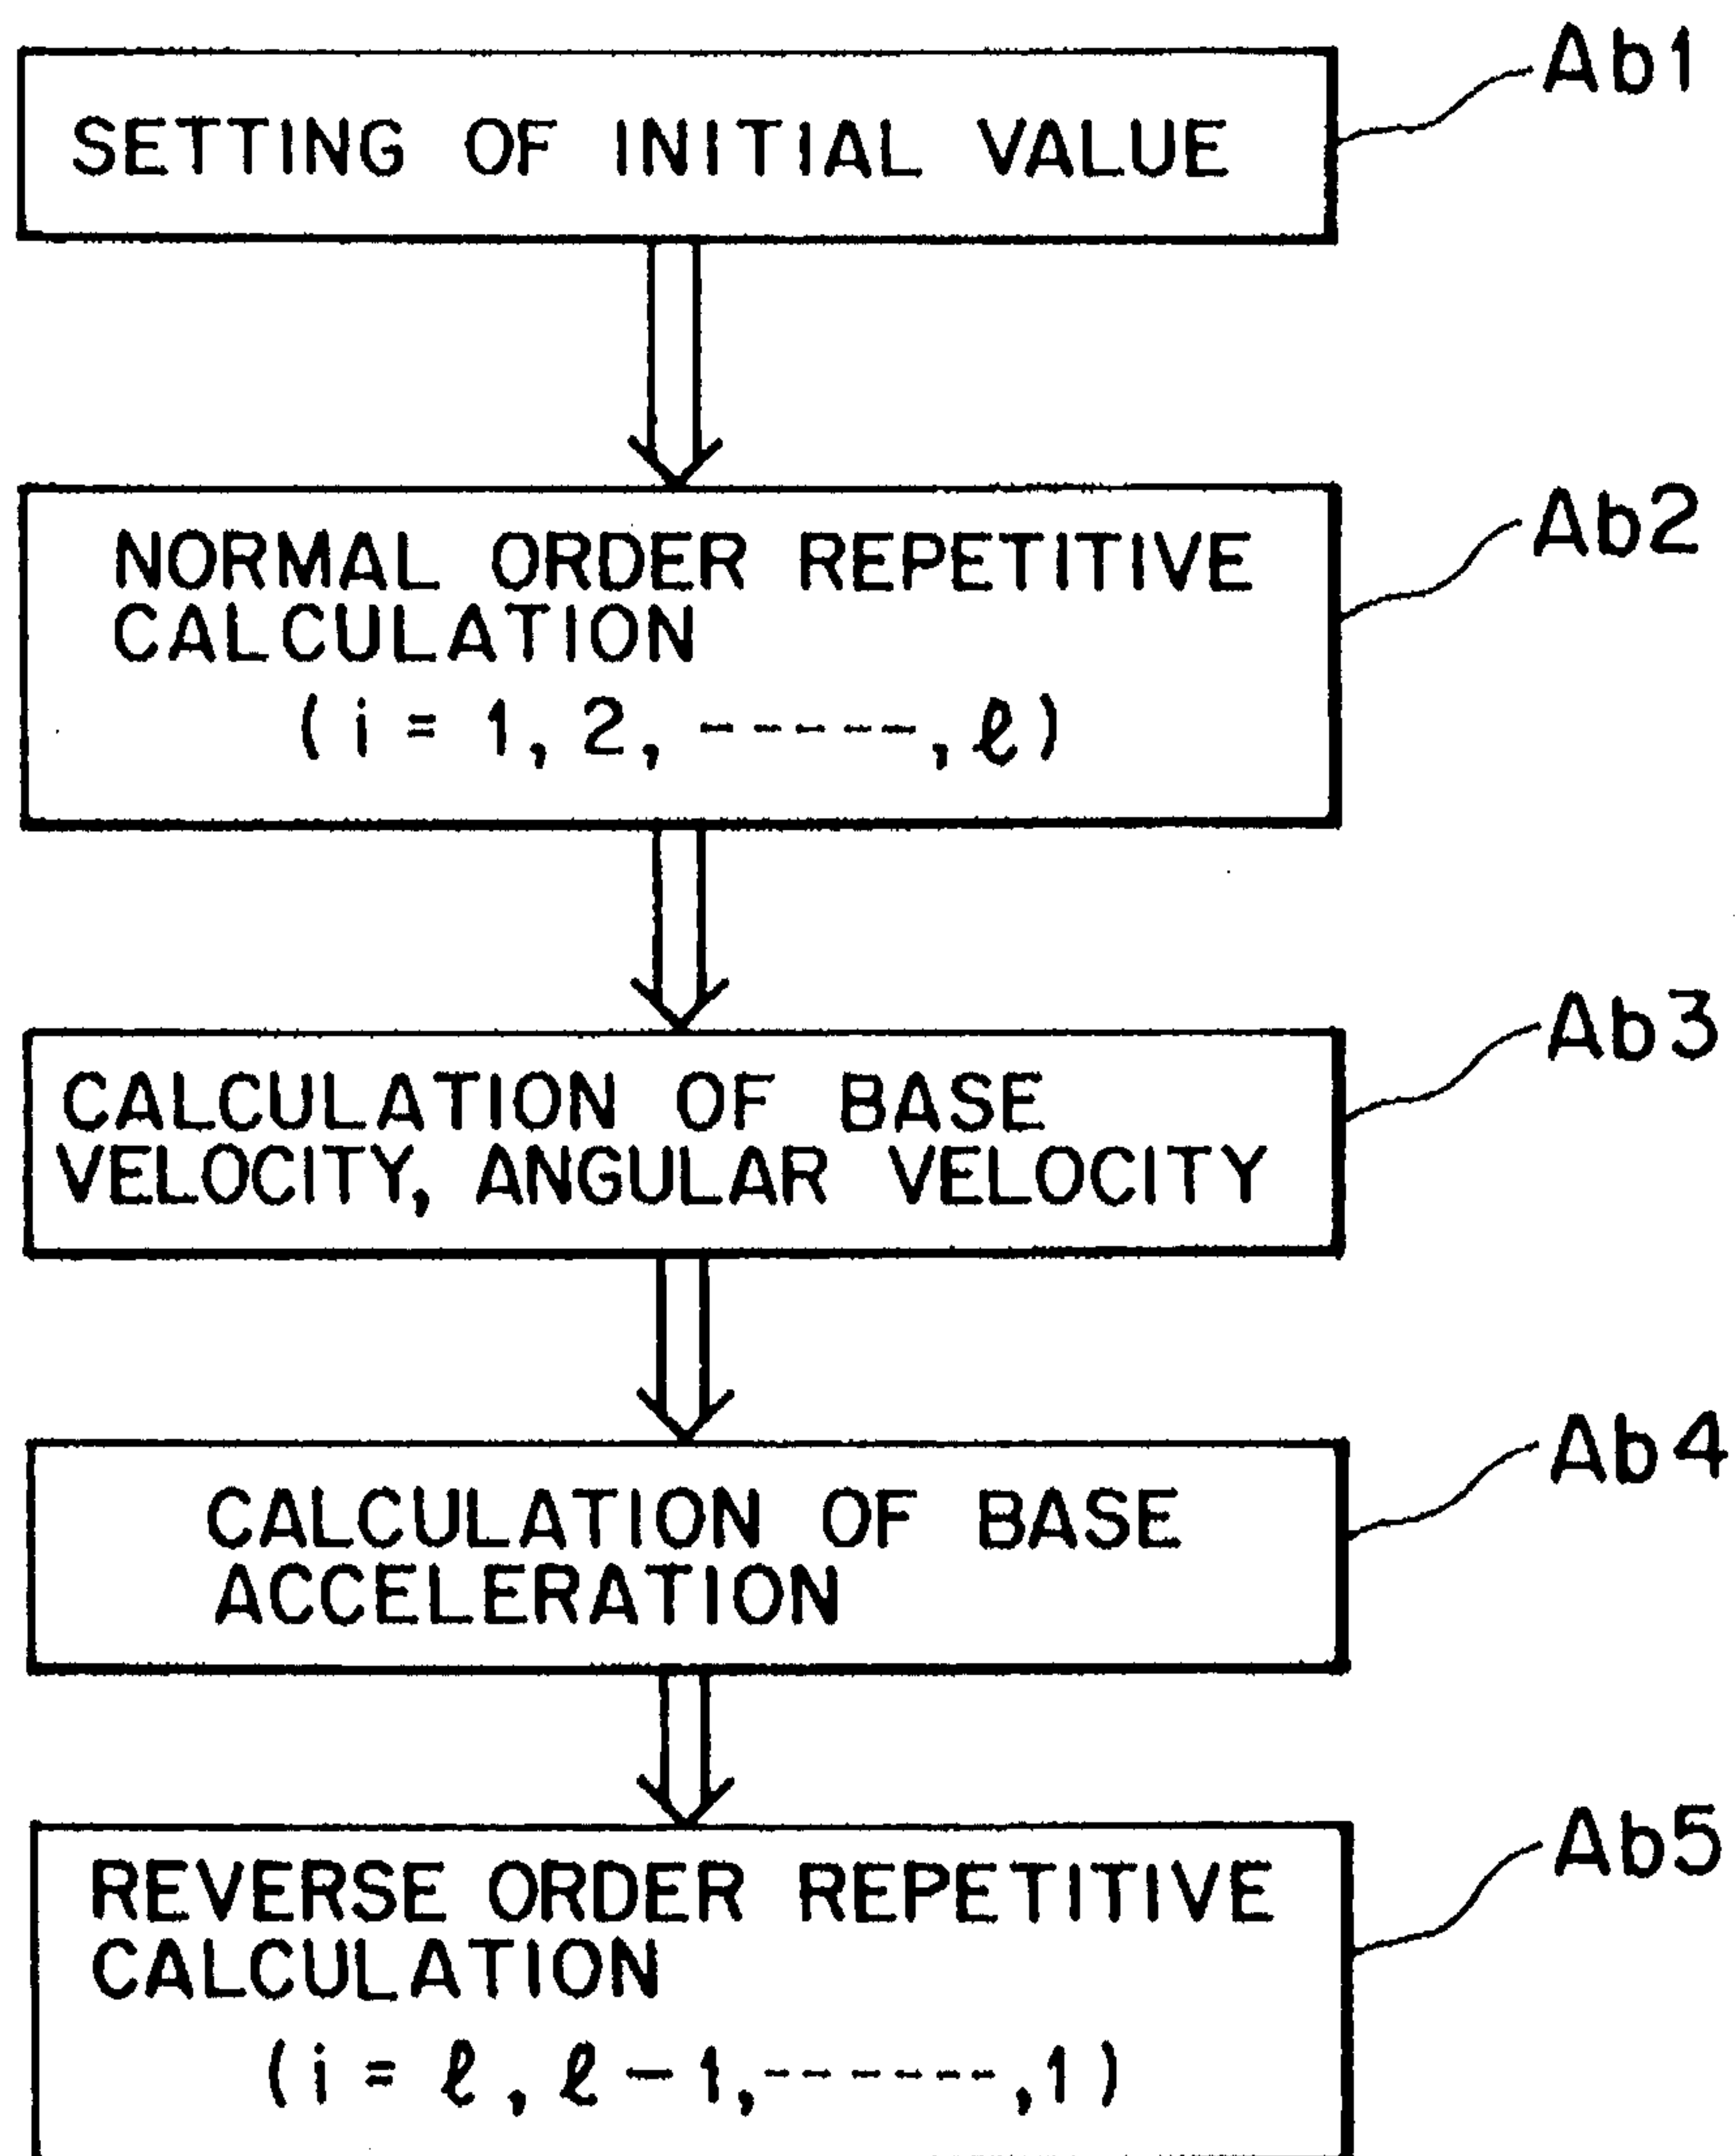 Ab1
SETTING OF INITIAL VALUE
Ab2
NORMAL ORDER REPETITIVE
CALCULATION
( i = 1, 2, -----, ℓ )
Ab3
CALCULATION OF BASE
VELOCITY, ANGULAR VELOCITY
Ab4
CALCULATION OF BASE
ACCELERATION
Ab5
REVERSE ORDER REPETITIVE
CALCULATION
( i = ℓ, ℓ - 1, ------, 1 )